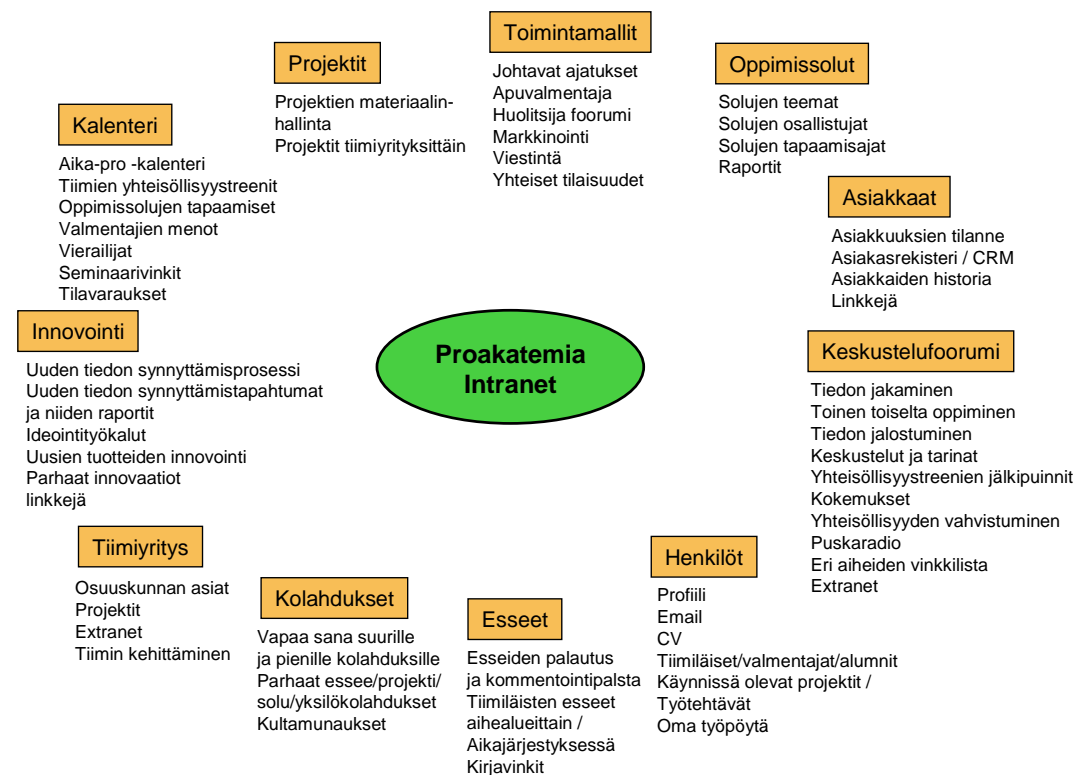 Toimintamallit
Johtavat ajatukset
Apuvalmentaja
Huolitsija foorumi
Markkinointi
Viestintä
Yhteiset tilaisuudet
Projektit
Projektien materiaalin-
hallinta
Projektit tiimiyrityksittäin
Oppimissolut
Solujen teemat
Solujen osallistujat
Solujen tapaamisajat
Raportit
Kalenteri
Aika-pro -kalenteri
Tiimien yhteisöllisyystreenit
Oppimissolujen tapaamiset
Valmentajien menot
Vierailijat
Seminaarivinkit
Tilavaraukset
Asiakkaat
Asiakkuuksien tilanne
Asiakasrekisteri / CRM
Asiakkaiden historia
Linkkejä
Innovointi
Uuden tiedon synnyttämisprosessi
Uuden tiedon synnyttämistapahtumat
ja niiden raportit
Ideointityökalut
Uusien tuotteiden innovointi
Parhaat innovaatiot
linkkejä
Proakatemia
Intranet
Keskustelufoorumi
Tiedon jakaminen
Toinen toiselta oppiminen
Tiedon jalostuminen
Keskustelut ja tarinat
Yhteisöllisyystreenien jälkipuinnit
Kokemukset
Yhteisöllisyyden vahvistuminen
Puskaradio
Eri aiheiden vinkkilista
Extranet
Tiimiyritys
Osuuskunnan asiat
Projektit
Extranet
Tiimin kehittäminen
Kolahdukset
Vapaa sana suurille
ja pienille kolahduksille
Parhaat essee/projekti/
solu/yksilökolahdukset
Kultamunaukset
Esseet
Esseiden palautus
ja kommentointipalsta
Tiimiläisten esseet
aihealueittain /
Aikajärjestyksessä
Kirjavinkit
Henkilöt
Profiili
Email
CV
Tiimiläiset/valmentajat/alumnit
Käynnissä olevat projektit /
Työtehtävät
Oma työpöytä